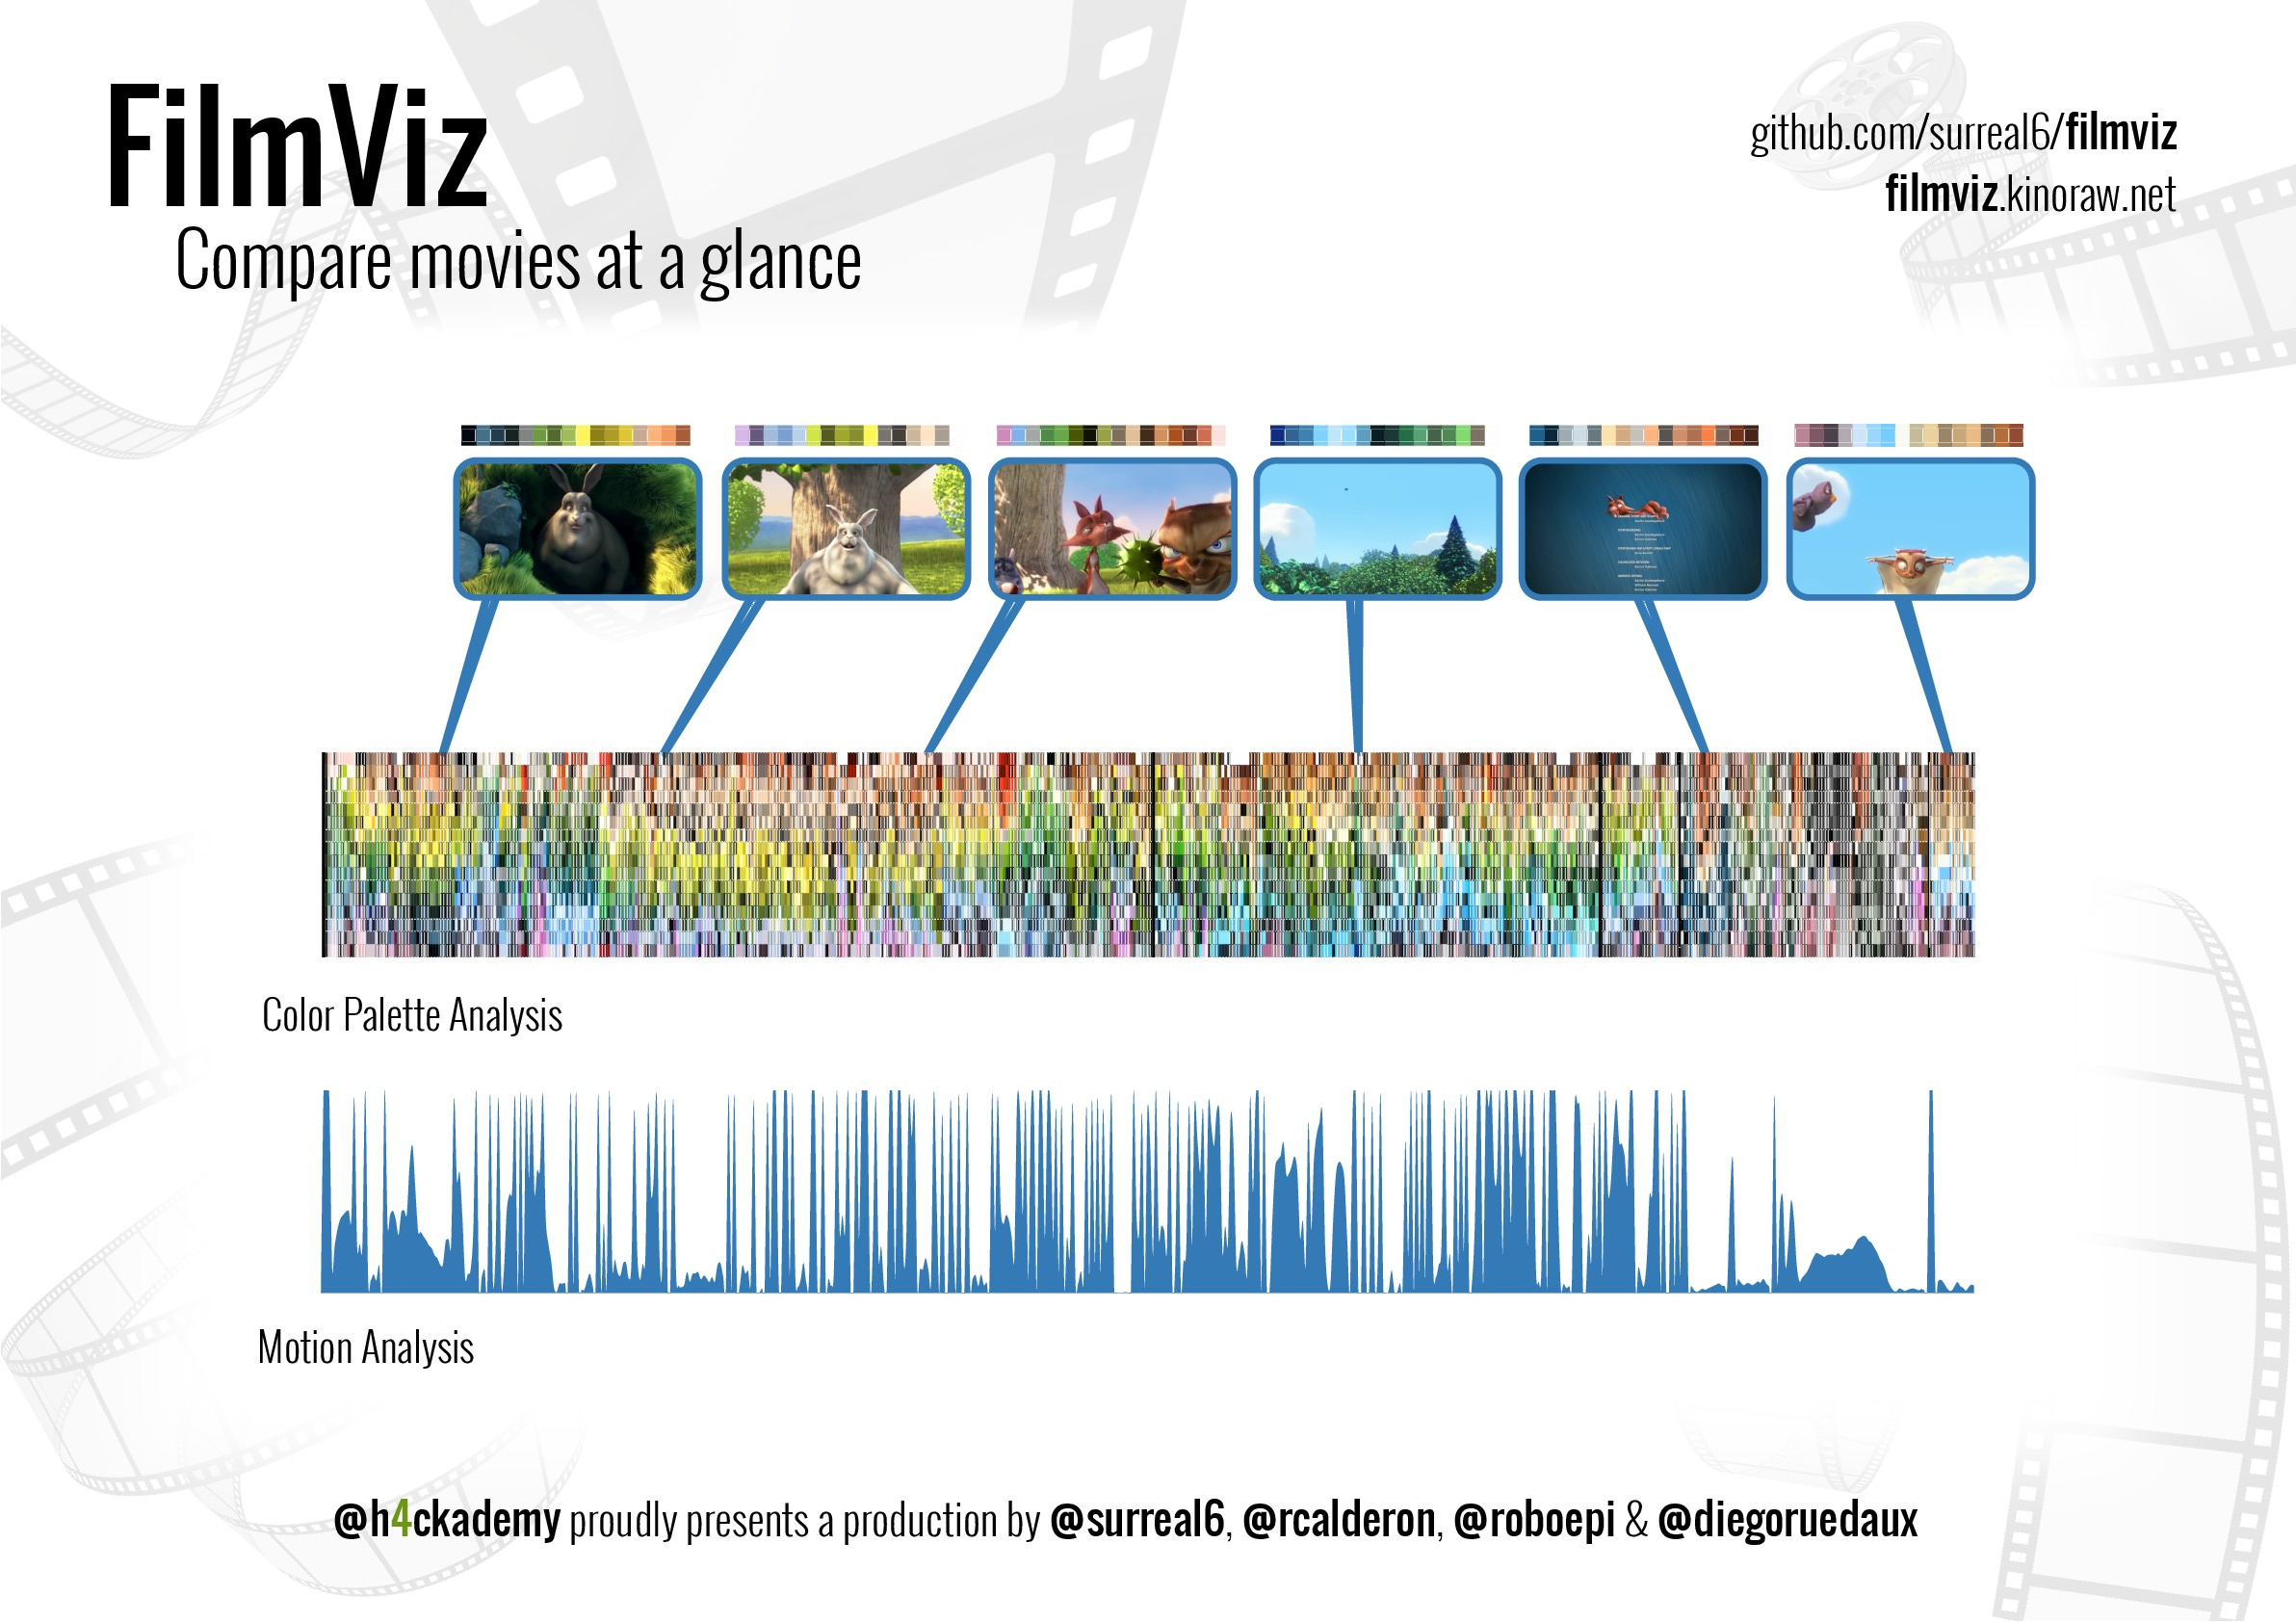 FilmViz
Compare movies at a glance
github.com/surreal6/filmviz
filmviz.kinoraw.net
Color Palette Analysis
Motion Analysis
@h4ckademy proudly presents a production by @surreal6, @rcalderon, @roboepi & @diegoruedaux